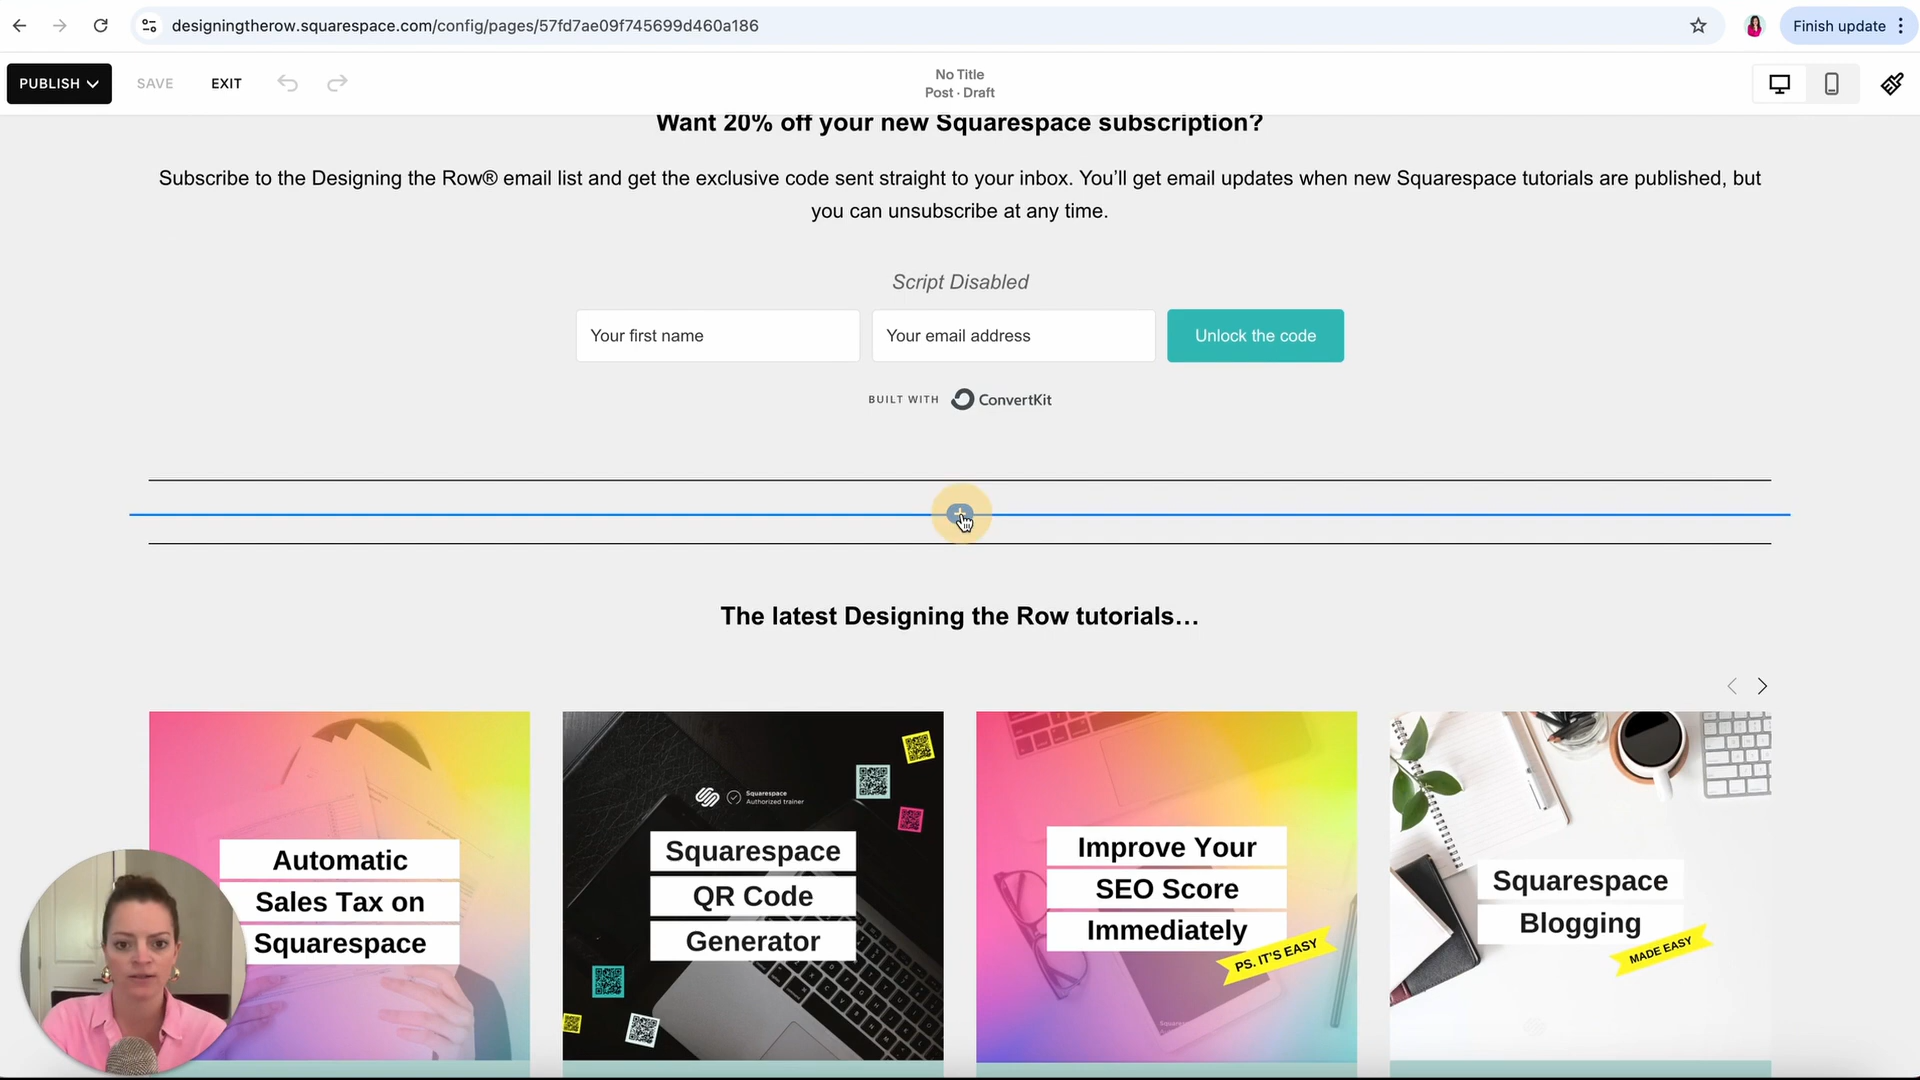 designingtherow.squarespace.com/config/pages/57fd7ae09f745699d460a186
Finish update
PUBLISH
SAVE
EXIT
No Title
Post · Draft
Want 20% off your new Squarespace subscription?
Subscribe to the Designing the Row® email list and get the exclusive code sent straight to your inbox. You’ll get email updates when new Squarespace tutorials are published, but
you can unsubscribe at any time.
Script Disabled
Your first name
Your email address
Unlock the code
BUILT WITH ConvertKit
The latest Designing the Row tutorials…
Automatic
Sales Tax on
Squarespace
Squarespace
Authorized trainer
Squarespace
QR Code
Generator
Improve Your
SEO Score
Immediately
PS. IT'S EASY
Squarespace
Blogging
MADE EASY